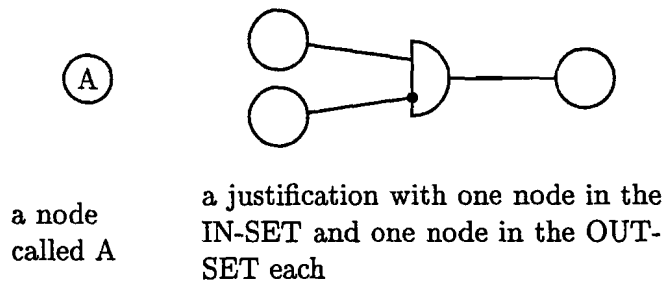 A
a node
called A
a justification with one node in the
IN-SET and one node in the OUT-
SET each